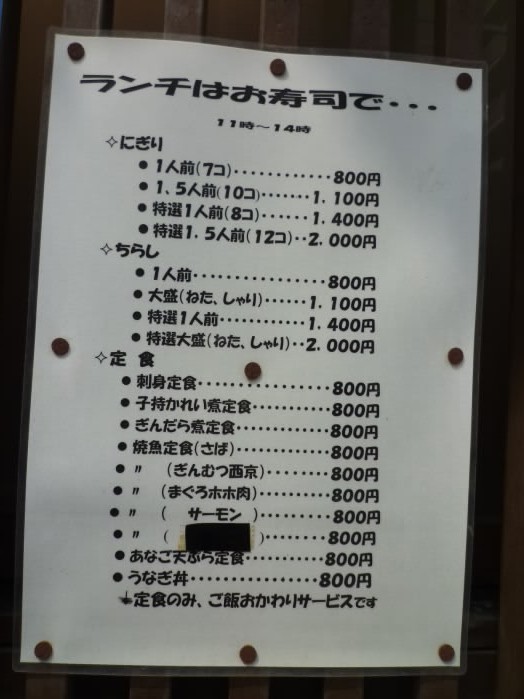 ランチはお寿司で・・・
11時～14時
✧にぎり
●1人前(7コ)・・・・・・・・・・・・800円
●1、5人前(10コ)・・・・・・・1.100円
●特選1人前(8コ)・・・・・・1.400円
●特選1.5人前(12コ)・・2.000円
✧ちらし
●1人前・・・・・・・・・・・・・・・・800円
●大盛(ねた、しゃり)・・・・・・1.100円
●特選1人前・・・・・・・・・・・1.400円
●特選大盛(ねた、しゃり)・・2.000円
✧定 食
●刺身定食・・・・・・・・・・・・・・・・800円
●子持かれい煮定食・・・・・・・・・・800円
●ぎんだら煮定食・・・・・・・・・・・・800円
●焼魚定食(さば)・・・・・・・・・・・・800円
●〃 (ぎんむつ西京)・・・・・・・・800円
●〃 (まぐろホホ肉)・・・・・・・・・・800円
●〃 ( サーモン )・・・・・・・・・・800円
●〃 ( )・・・・・・・・・800円
●あなご天ぷら定食・・・・・・・・・・800円
●うなぎ丼・・・・・・・・・・・・・・・800円
定食のみ、ご飯おかわりサービスです